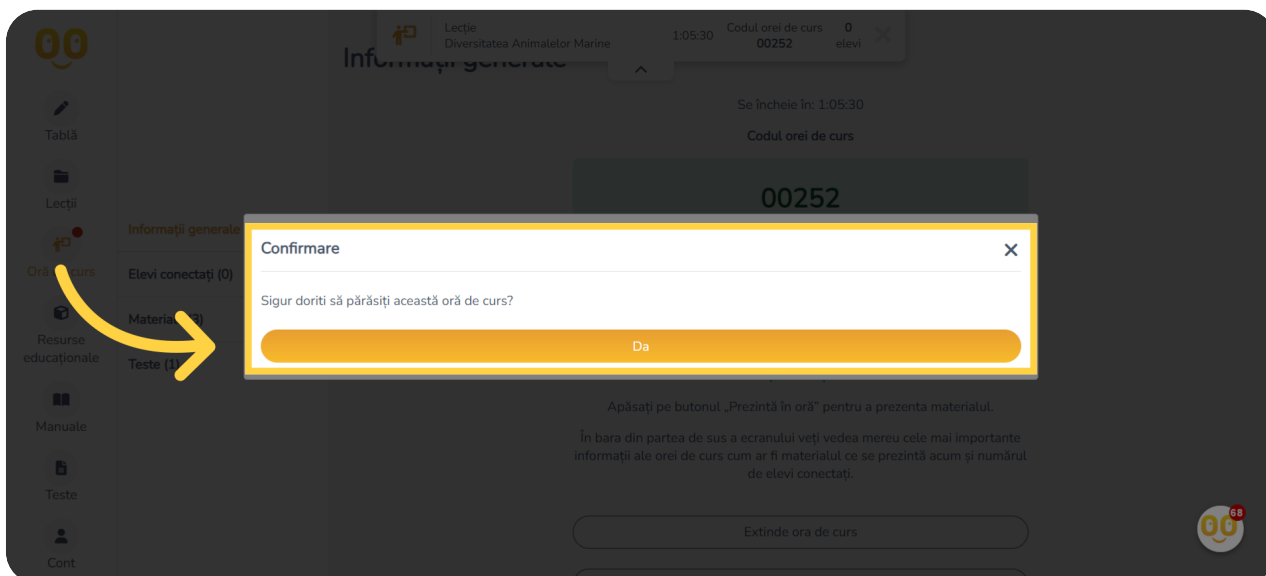 Lecție
Diversitatea Animalelor Marine
1:05:30
Codul orei de curs
00252
0
elevi
Informații generale
Se încheie în: 1:05:30
Codul orei de curs
00252
Tablă
Lecții
Oră curs
Resurse
educaționale
Manuale
Teste
Cont
Informații generale
Elevi conectați (0)
Materia 3)
Teste (1)
Confirmare
Sigur doriti să părăsiți această oră de curs?
Da
Apăsați pe butonul „Prezintă în oră” pentru a prezenta materialul.
În bara din partea de sus a ecranului veți vedea mereu cele mai importante
informații ale orei de curs cum ar fi materialul ce se prezintă acum și numărul
de elevi conectați.
Extinde ora de curs
68